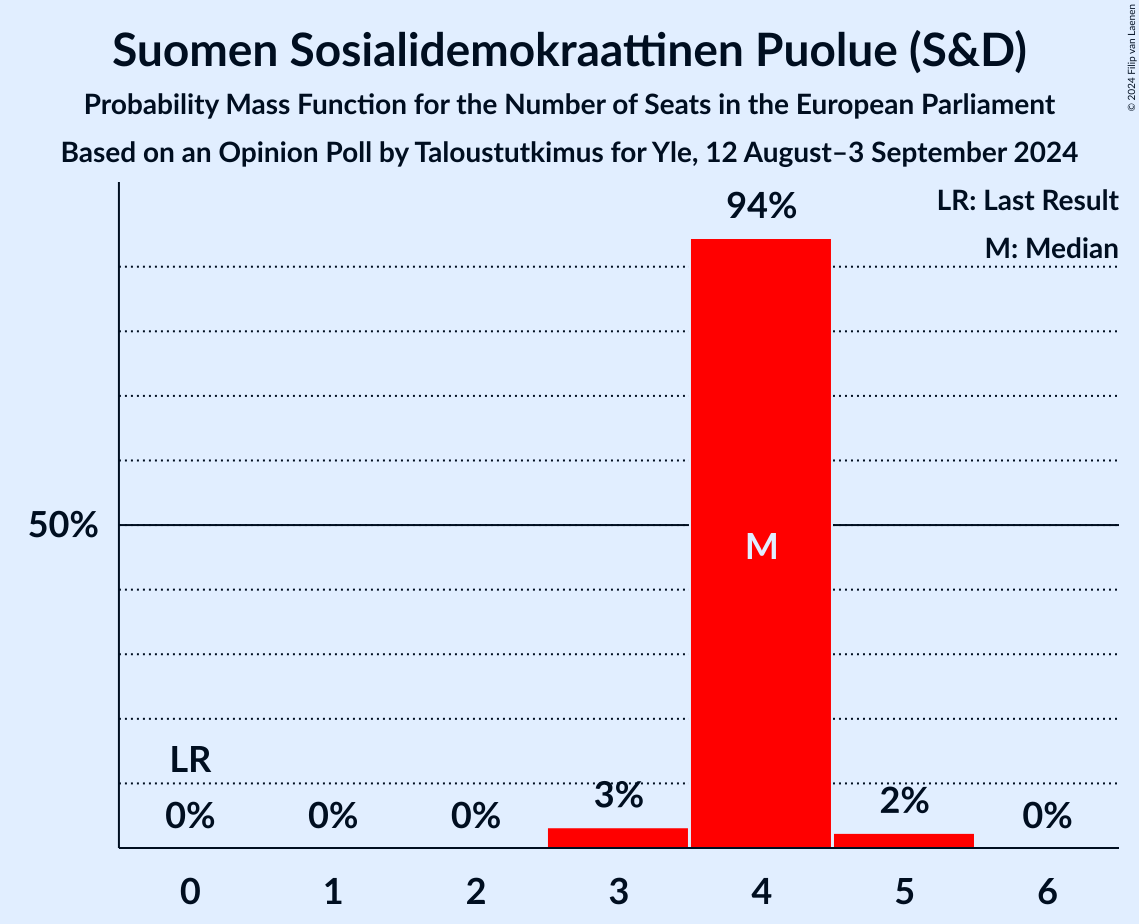 Suomen Sosialidemokraattinen Puolue (S&D)
Probability Mass Function for the Number of Seats in the European Parliament
Based on an Opinion Poll by Taloustutkimus for Yle, 12 August–3 September 2024
© 2024 Filip van Laenen
LR: Last Result
M: Median
94%
50%
M
LR
0% 0% 0% 3% 2% 0%
0 1 2 3 4 5 6